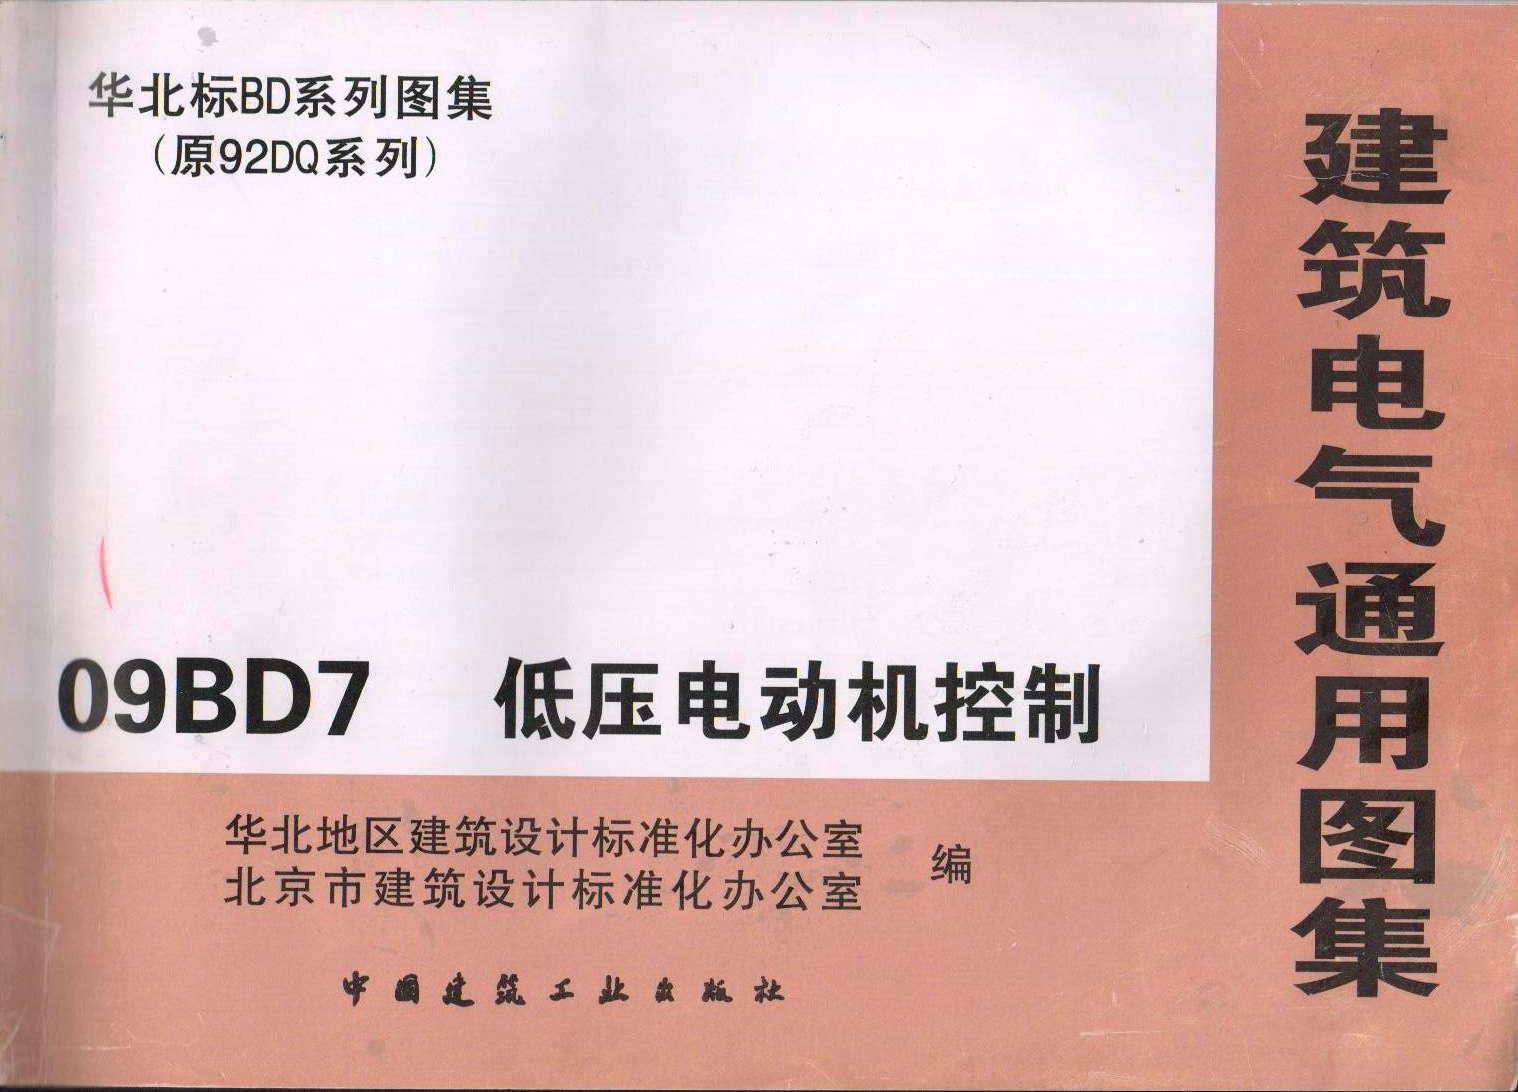 华北标BD系列图集
(原92DQ系列)
09BD7 低压电动机控制
华北地区建筑设计标准化办公室
北京市建筑设计标准化办公室
编
中国建筑工业出版社
建筑电气通用图集